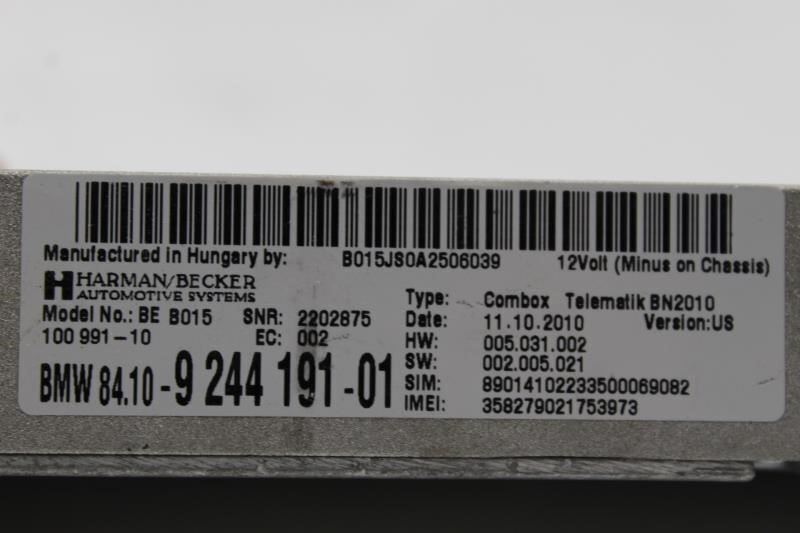 Manufactured in Hungary by: B015JS0A2506039 12Volt (Minus on Chassis)
HARMAN/BECKER
AUTOMOTIVE SYSTEMS
Model No.: BE B015 SNR: 2202875
100 991-10 EC: 002
BMW 84.10-9 244 191-01
Type: Combox Telematik BN2010
Date: 11.10.2010 Version:US
HW: 005.031.002
SW: 002.005.021
SIM: 89014102233500069082
IMEI: 358279021753973